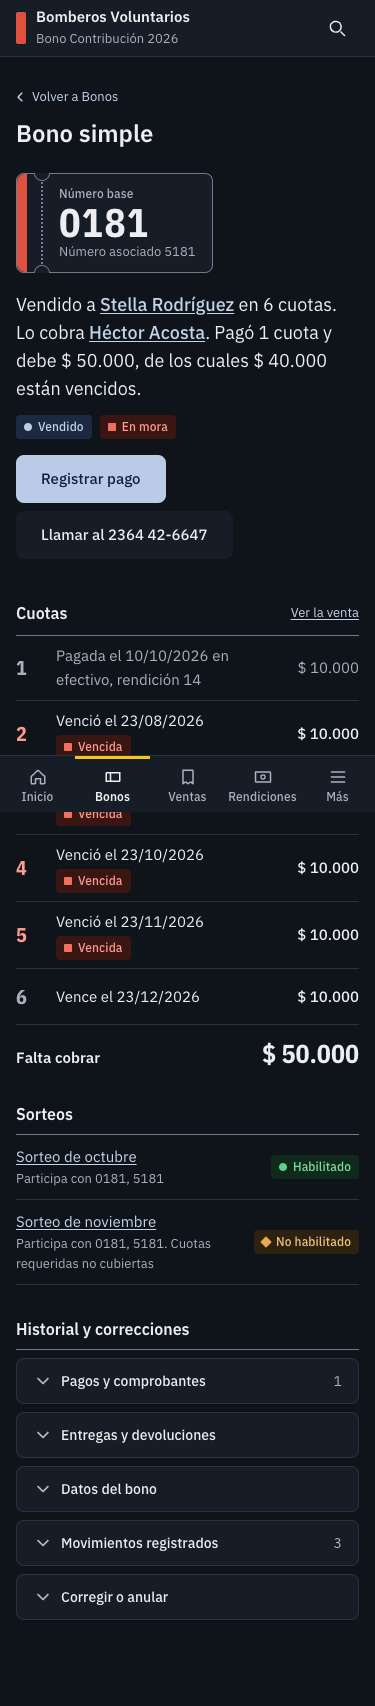 Bomberos Voluntarios
Bono Contribución 2026
Volver a Bonos
Bono simple
Número base
0181
Número asociado 5181
Vendido a Stella Rodríguez en 6 cuotas.
Lo cobra Héctor Acosta. Pagó 1 cuota y
debe $ 50.000, de los cuales $ 40.000
están vencidos.
Vendido
En mora
Registrar pago
Llamar al 2364 42-6647
Cuotas
Ver la venta
1
Pagada el 10/10/2026 en
efectivo, rendición 14
$ 10.000
2
Venció el 23/08/2026
Vencida
$ 10.000
Inicio
Bonos
Ventas
Rendiciones
Más
Vencida
4
Venció el 23/10/2026
Vencida
$ 10.000
5
Venció el 23/11/2026
Vencida
$ 10.000
6
Vence el 23/12/2026
$ 10.000
Falta cobrar
$ 50.000
Sorteos
Sorteo de octubre
Participa con 0181, 5181
Habilitado
Sorteo de noviembre
Participa con 0181, 5181. Cuotas
requeridas no cubiertas
No habilitado
Historial y correcciones
Pagos y comprobantes
1
Entregas y devoluciones
Datos del bono
Movimientos registrados
3
Corregir o anular